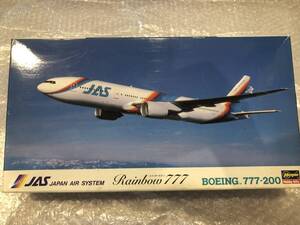 JAS
JAS JAPAN AIR SYSTEM
Rainbow 777
BOEING 777-200
Hasegawa